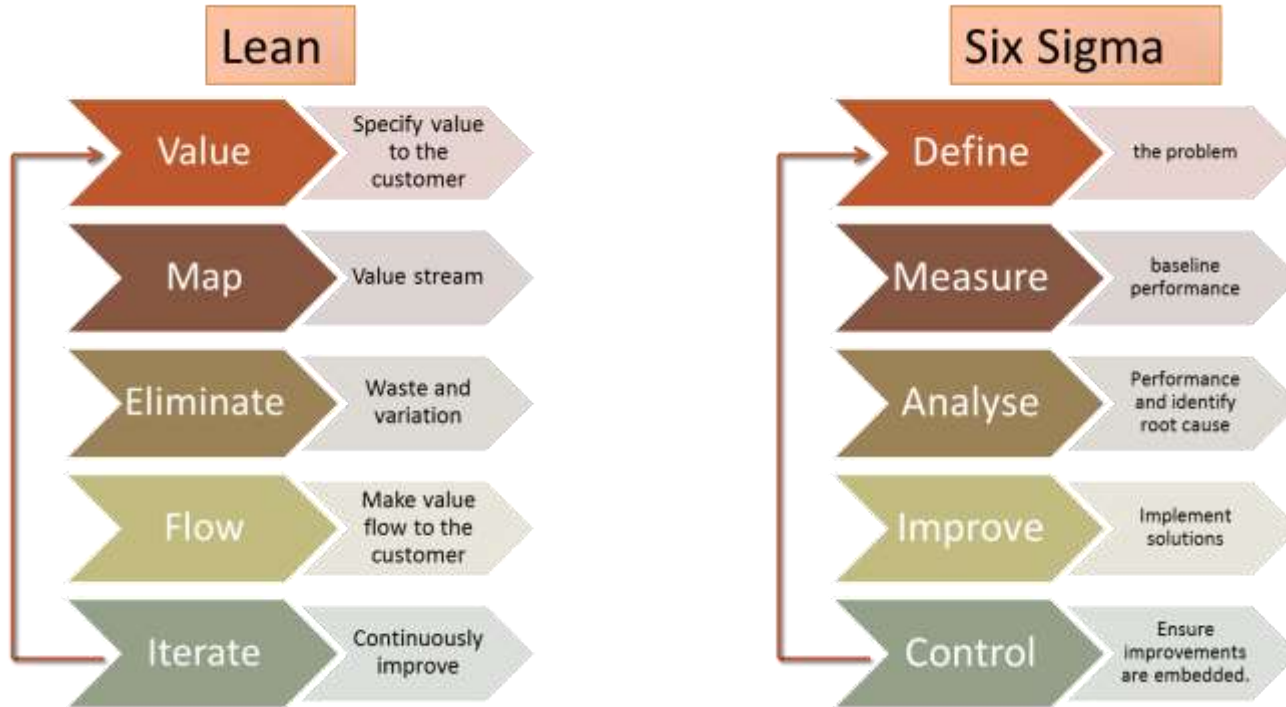 Lean
Value
Specify value
to the
customer
Map
Value stream
Eliminate
Waste and
variation
Flow
Make value
flow to the
customer
Iterate
Continuously
improve
Six Sigma
Define
the problem
Measure
baseline
performance
Analyse
Performance
and identify
root cause
Improve
Implement
solutions
Control
Ensure
improvements
are embedded.